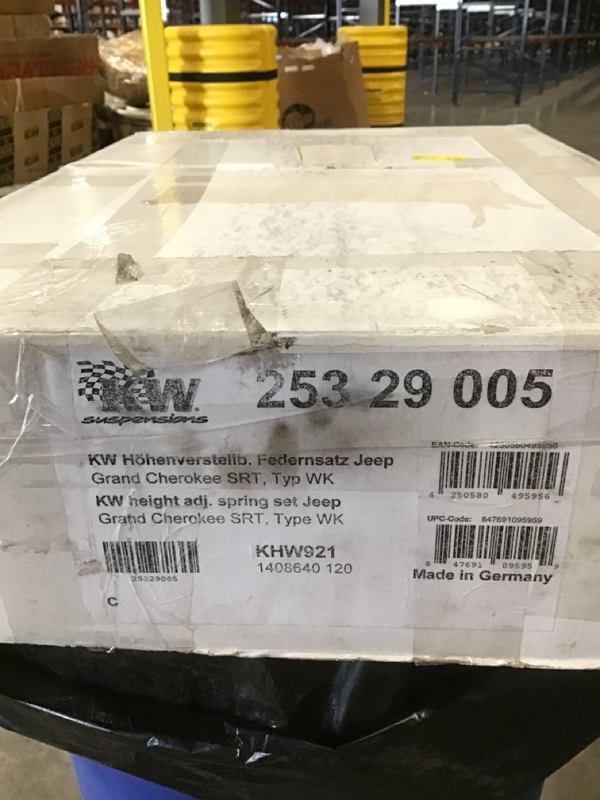 KW
suspensions
253 29 005
KW Höhenverstellb. Federnsatz Jeep
Grand Cherokee SRT, Typ WK
KW height adj. spring set Jeep
Grand Cherokee SRT, Type WK
EAN-Code: 4250580495956
4 250580 495956
UPC-Code: 847691095959
8 47691 09595 9
25329005
KHW921
1408640 120
Made in Germany
C